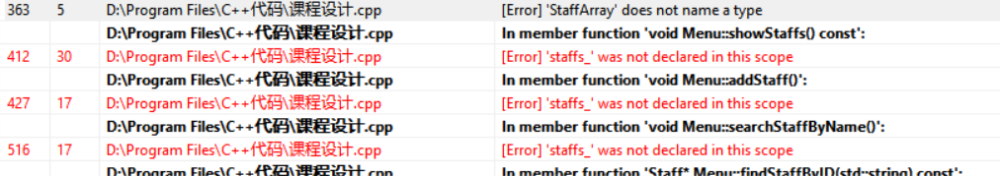 363 5 D:\Program Files\C++代码\课程设计.cpp [Error] 'StaffArray' does not name a type
D:\Program Files\C++代码\课程设计.cpp In member function 'void Menu::showStaffs() const':
412 30 D:\Program Files\C++代码\课程设计.cpp [Error] 'staffs_' was not declared in this scope
D:\Program Files\C++代码\课程设计.cpp In member function 'void Menu::addStaff()':
427 17 D:\Program Files\C++代码\课程设计.cpp [Error] 'staffs_' was not declared in this scope
D:\Program Files\C++代码\课程设计.cpp In member function 'void Menu::searchStaffByName()':
516 17 D:\Program Files\C++代码\课程设计.cpp [Error] 'staffs_' was not declared in this scope
D:\Program Files\C++代码\课程设计.cpp In member function 'Staff* Menu::findStaffByID(std::string) const':